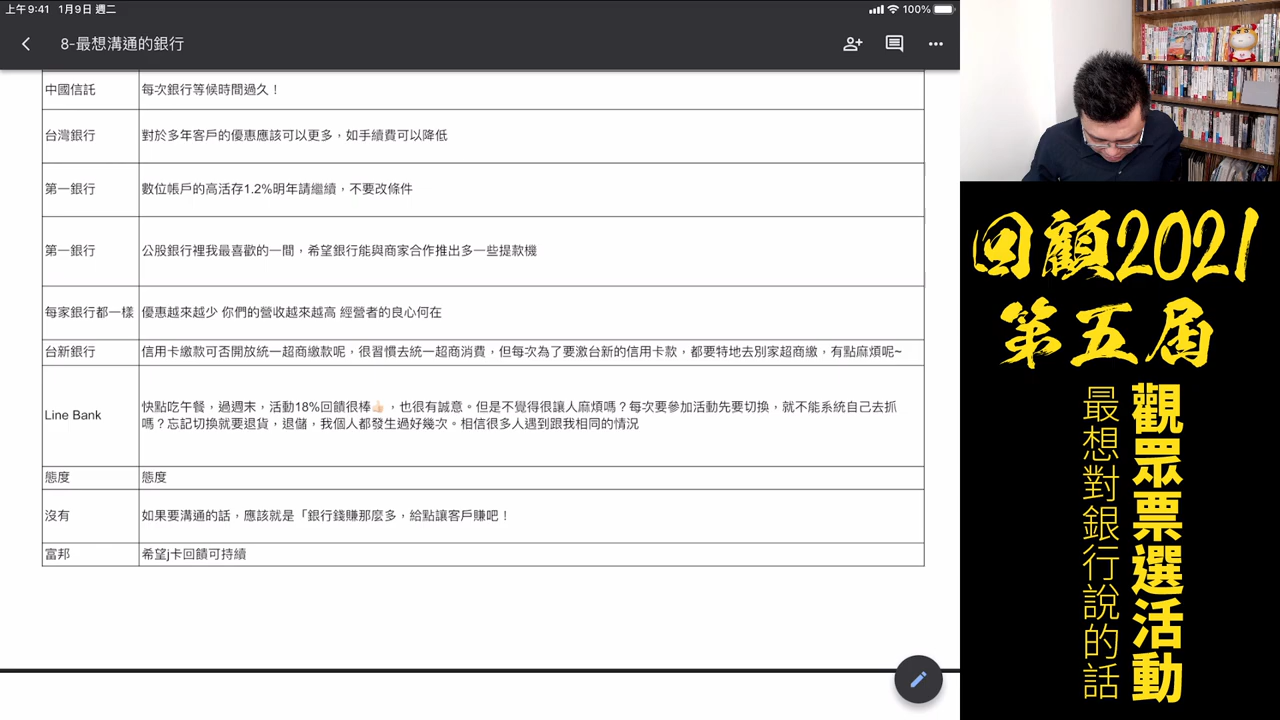 上午9:41 1月9日 週二
100%
8-最想溝通的銀行
中國信託 每次銀行等候時間過久！
台灣銀行 對於多年客戶的優惠應該可以更多，如手續費可以降低
第一銀行 數位帳戶的高活存1.2%明年請繼續，不要改條件
第一銀行 公股銀行裡我最喜歡的一間，希望銀行能與商家合作推出多一些提款機
每家銀行都一樣 優惠越來越少 你們的營收越來越高 經營者的良心何在
台新銀行 信用卡繳款可否開放統一超商繳款呢，很習慣去統一超商消費，但每次為了要激台新的信用卡款，都要特地去別家超商繳，有點麻煩呢~
Line Bank 快點吃午餐，過週末，活動18%回饋很棒👍🏻，也很有誠意。但是不覺得很讓人麻煩嗎？每次要參加活動先要切換，就不能系統自己去抓
嗎？忘記切換就要退貨，退儲，我個人都發生過好幾次。相信很多人遇到跟我相同的情況
態度 態度
沒有 如果要溝通的話，應該就是「銀行錢賺那麼多，給點讓客戶賺吧！
富邦 希望j卡回饋可持續
回顧2021
第五屆
觀眾票選活動
最想對銀行說的話